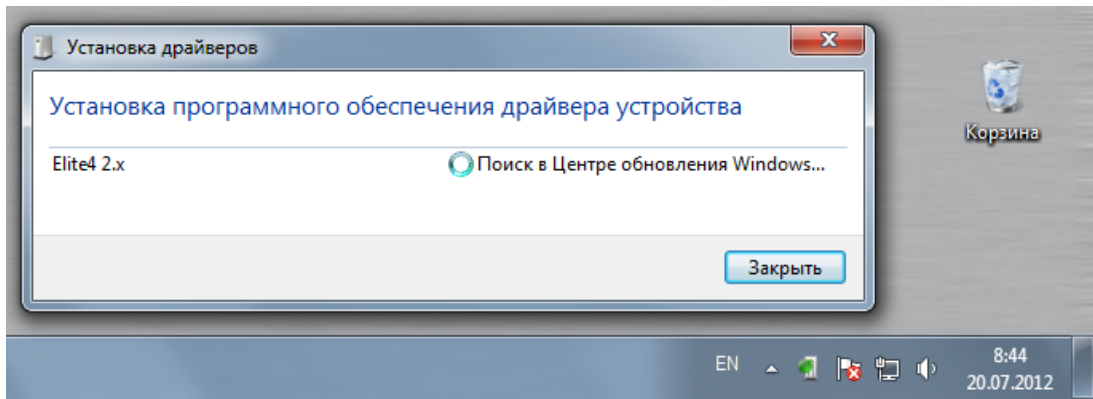 Установка драйверов
Установка программного обеспечения драйвера устройства
Elite4 2.x
Поиск в Центре обновления Windows...
Закрыть
Корзина
EN
8:44
20.07.2012